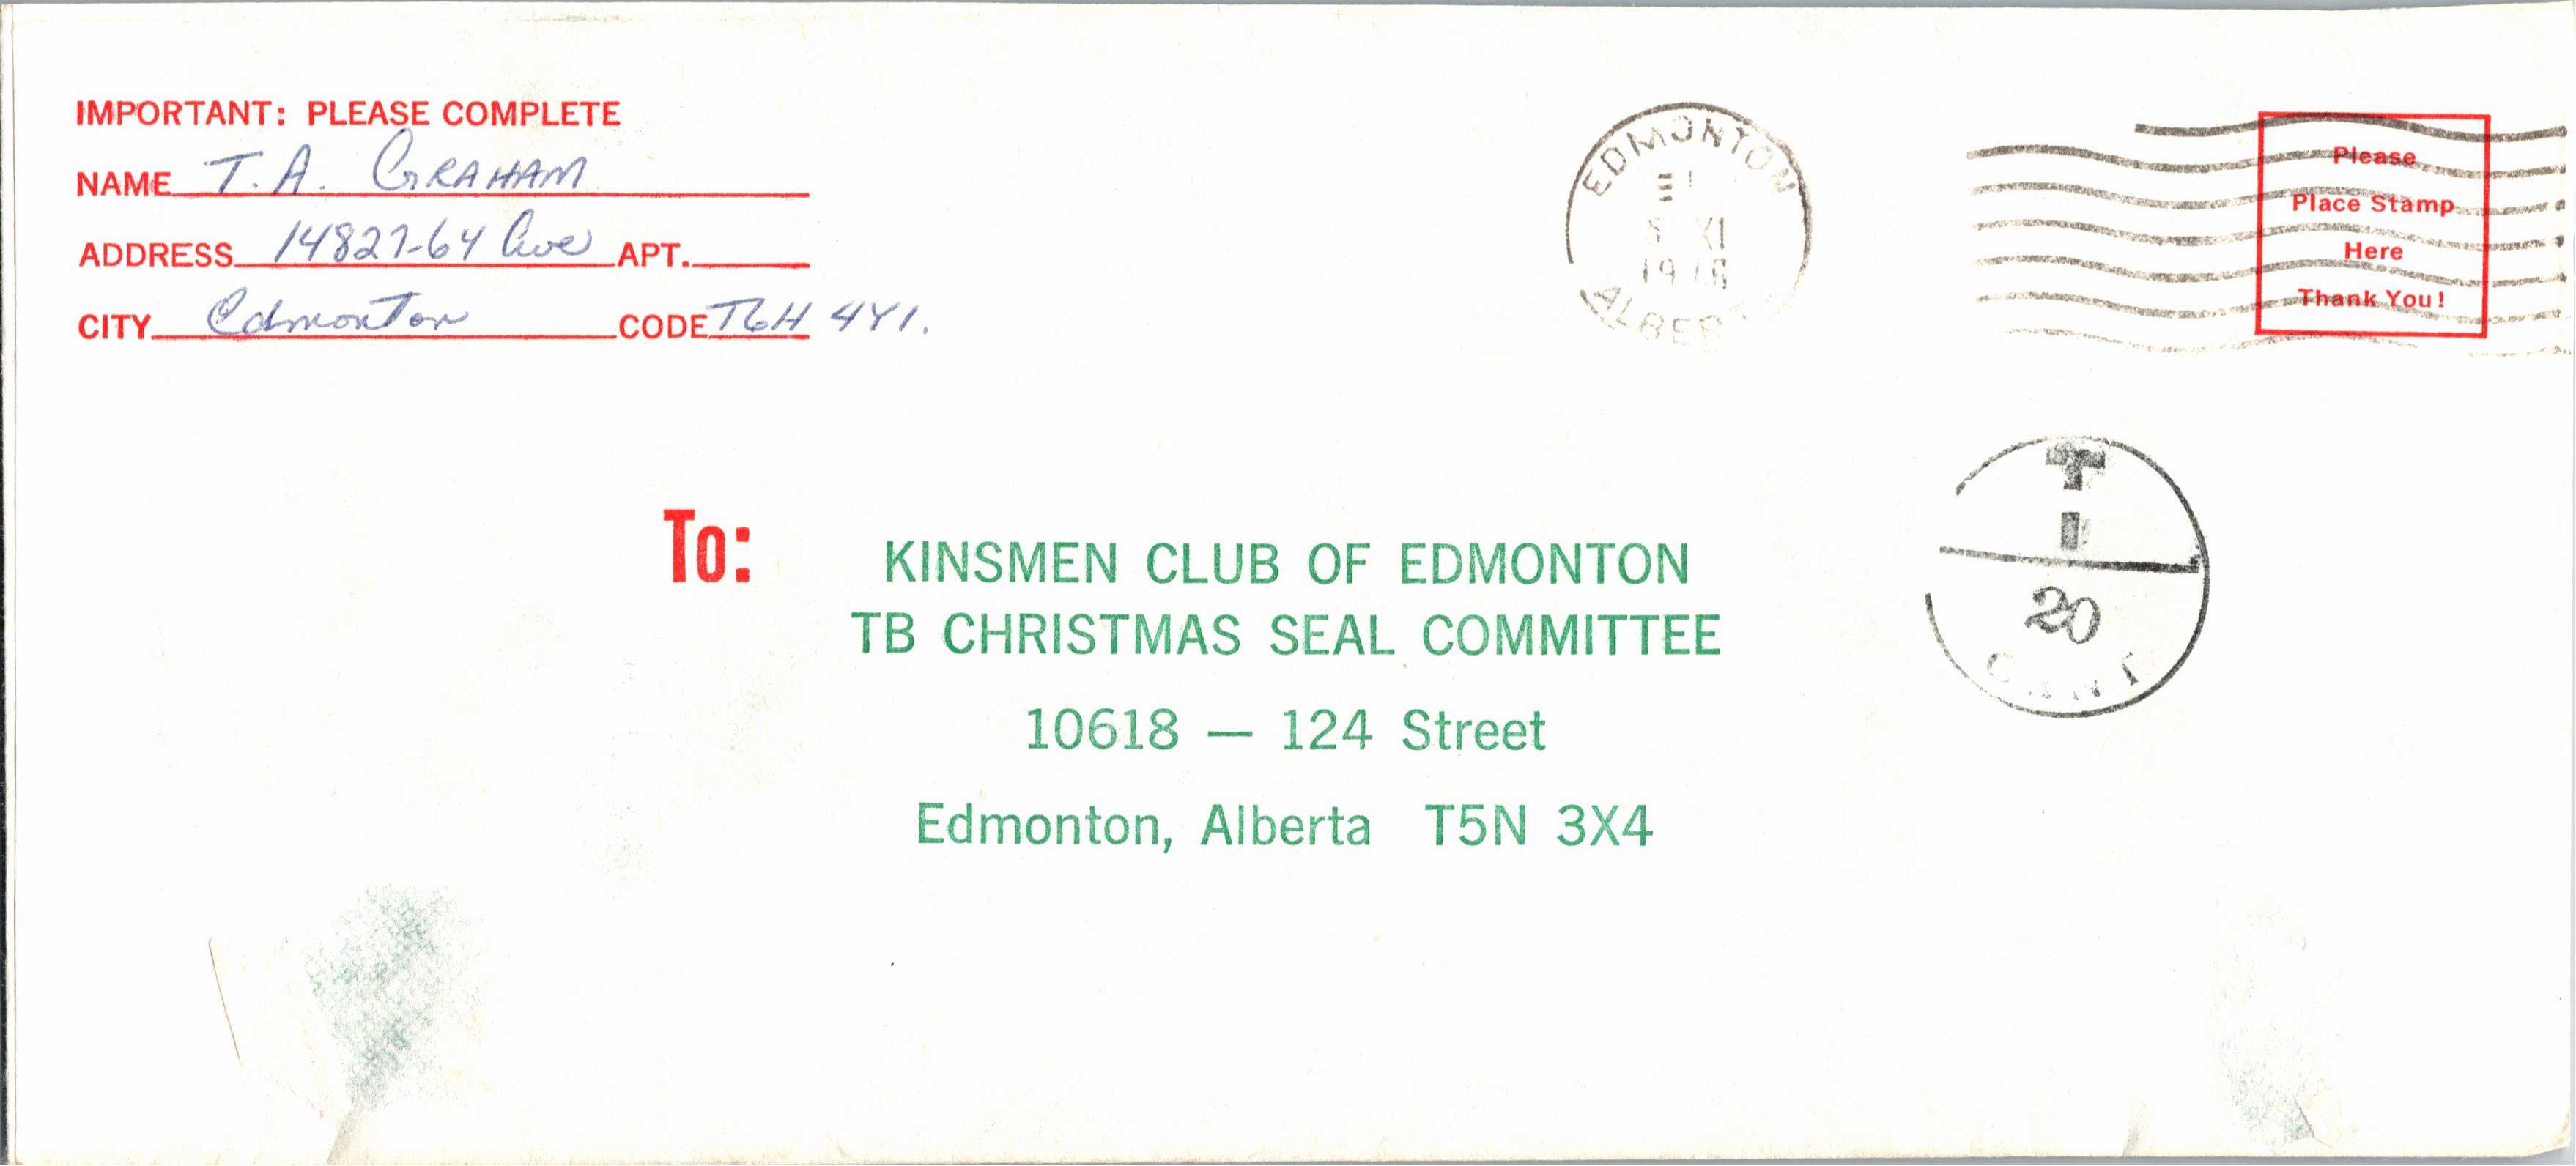 IMPORTANT: PLEASE COMPLETE
NAME T. A. GRAHAM
ADDRESS 14827-64 Ave APT.
CITY Edmonton CODE T6H 4Y1.
EDMONTON
XI
ALBERT
Please
Place Stamp
Here
Thank You!
T
1
20
To:
KINSMEN CLUB OF EDMONTON
TB CHRISTMAS SEAL COMMITTEE
10618 — 124 Street
Edmonton, Alberta T5N 3X4